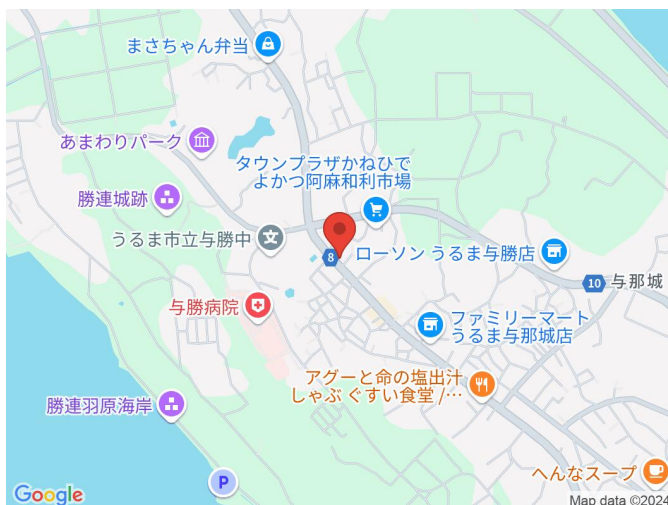 まさちゃん弁当
あまわりパーク
タウンプラザかねひで
よかつ阿麻和利市場
勝連城跡
うるま市立与勝中
8
ローソン うるま与勝店
10
与那城
与勝病院
ファミリーマート
うるま与那城店
アグーと命の塩出汁
しゃぶ ぐすい食堂 /…
勝連羽原海岸
P
へんなスープ
Google
Map data ©2024